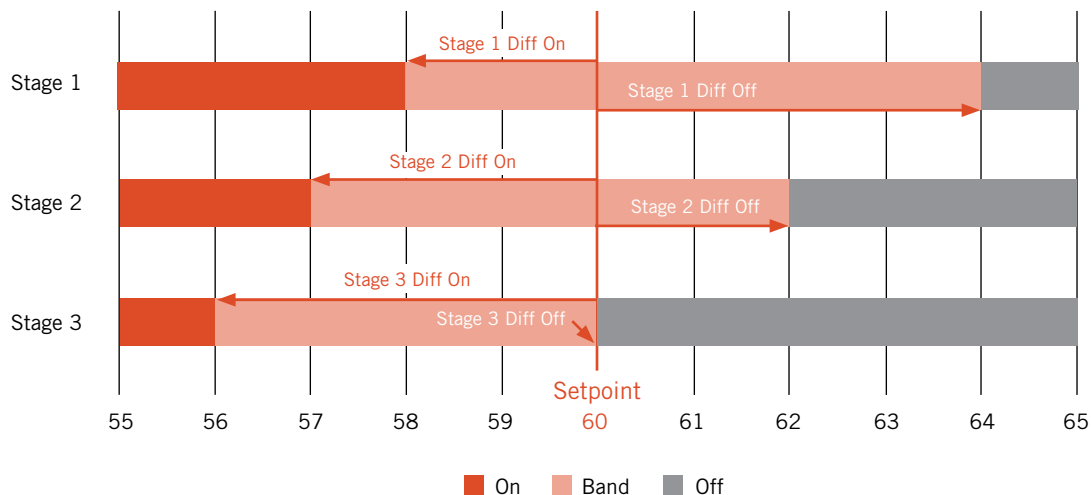 Stage 1 Diff On
Stage 1
Stage 1 Diff Off
Stage 2 Diff On
Stage 2
Stage 2 Diff Off
Stage 3 Diff On
Stage 3
Stage 3 Diff Off
Setpoint
55 56 57 58 59 60 61 62 63 64 65
On Band Off